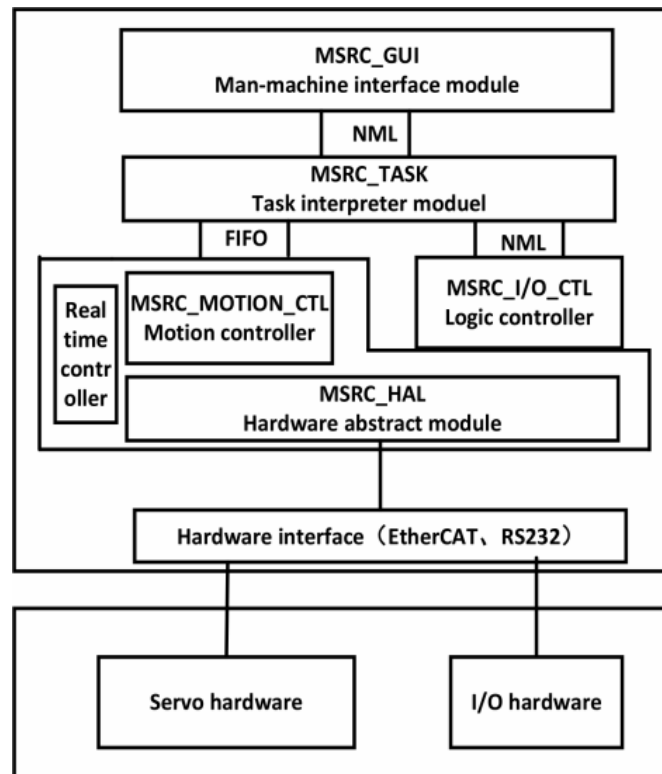 MSRC_GUI
Man-machine interface module
NML
MSRC_TASK
Task interpreter moduel
FIFO
NML
Real
time
contr
oller
MSRC_MOTION_CTL
Motion controller
MSRC_I/O_CTL
Logic controller
MSRC_HAL
Hardware abstract module
Hardware interface（EtherCAT、RS232）
Servo hardware
I/O hardware